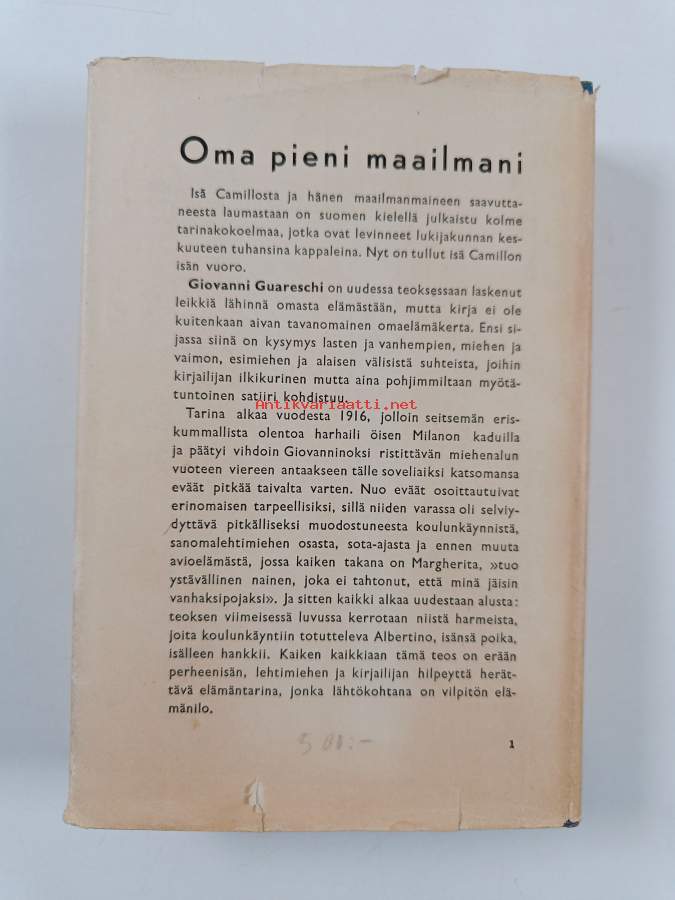 Oma pieni maailmani
Isä Camillosta ja hänen maailmanmaineen saavutta-
neesta laumastaan on suomen kielellä julkaistu kolme
tarinakokoelmaa, jotka ovat levinneet lukijakunnan kes-
kuuteen tuhansina kappaleina. Nyt on tullut isä Camillon
isän vuoro.
Giovanni Guareschi on uudessa teoksessaan laskenut
leikkiä lähinnä omasta elämästään, mutta kirja ei ole
kuitenkaan aivan tavanomainen omaelämäkerta. Ensi si-
jassa siinä on kysymys lasten ja vanhempien, miehen ja
vaimon, esimiehen ja alaisen välisistä suhteista, joihin
kirjailijan ilkikurinen mutta aina pohjimmiltaan myötä-
tuntoinen satiiri kohdistuu.
Antikvariaatti.net
Tarina alkaa vuodesta 1916, jolloin seitsemän eris-
kummallista olentoa harhaili öisen Milanon kaduilla
ja päätyi vihdoin Giovanninoksi ristittävän miehenalun
vuoteen viereen antaakseen tälle soveliaiksi katsomansa
eväät pitkää taivalta varten. Nuo eväät osoittautuivat
erinomaisen tarpeellisiksi, sillä niiden varassa oli selviy-
dyttävä pitkälliseksi muodostuneesta koulunkäynnistä,
sanomalehtimiehen osasta, sota-ajasta ja ennen muuta
avioelämästä, jossa kaiken takana on Margherita, »tuo
ystävällinen nainen, joka ei tahtonut, että minä jäisin
vanhaksipojaksi». Ja sitten kaikki alkaa uudestaan alusta:
teoksen viimeisessä luvussa kerrotaan niistä harmeista,
joita koulunkäyntiin totutteleva Albertino, isänsä poika,
isälleen hankkii. Kaiken kaikkiaan tämä teos on erään
perheenisän, lehtimiehen ja kirjailijan hilpeyttä herät-
tävä elämäntarina, jonka lähtökohtana on vilpitön elä-
mänilo.
1